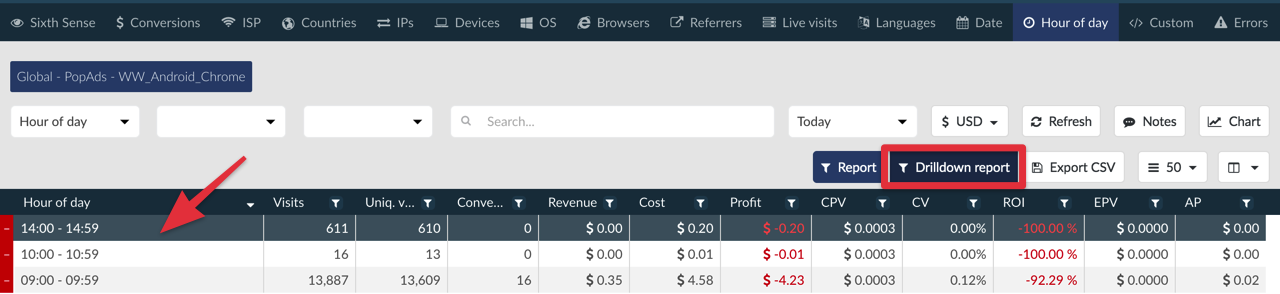 Sixth Sense $ Conversions ISP Countries IPs Devices OS Browsers Referrers Live visits Languages Date Hour of day </> Custom Errors
Global - PopAds - WW_Android_Chrome
Hour of day Search... Today $ USD Refresh Notes Chart
Report Drilldown report Export CSV 50
Hour of day Visits Uniq. v... Conve... Revenue Cost Profit CPV CV ROI EPV AP
- 14:00 - 14:59 611 610 0 $ 0.00 $ 0.20 $ -0.20 $ 0.0003 0.00% -100.00 % $ 0.0000 $ 0.00
- 10:00 - 10:59 16 13 0 $ 0.00 $ 0.01 $ -0.01 $ 0.0003 0.00% -100.00 % $ 0.0000 $ 0.00
- 09:00 - 09:59 13,887 13,609 16 $ 0.35 $ 4.58 $ -4.23 $ 0.0003 0.12% -92.29 % $ 0.0000 $ 0.02